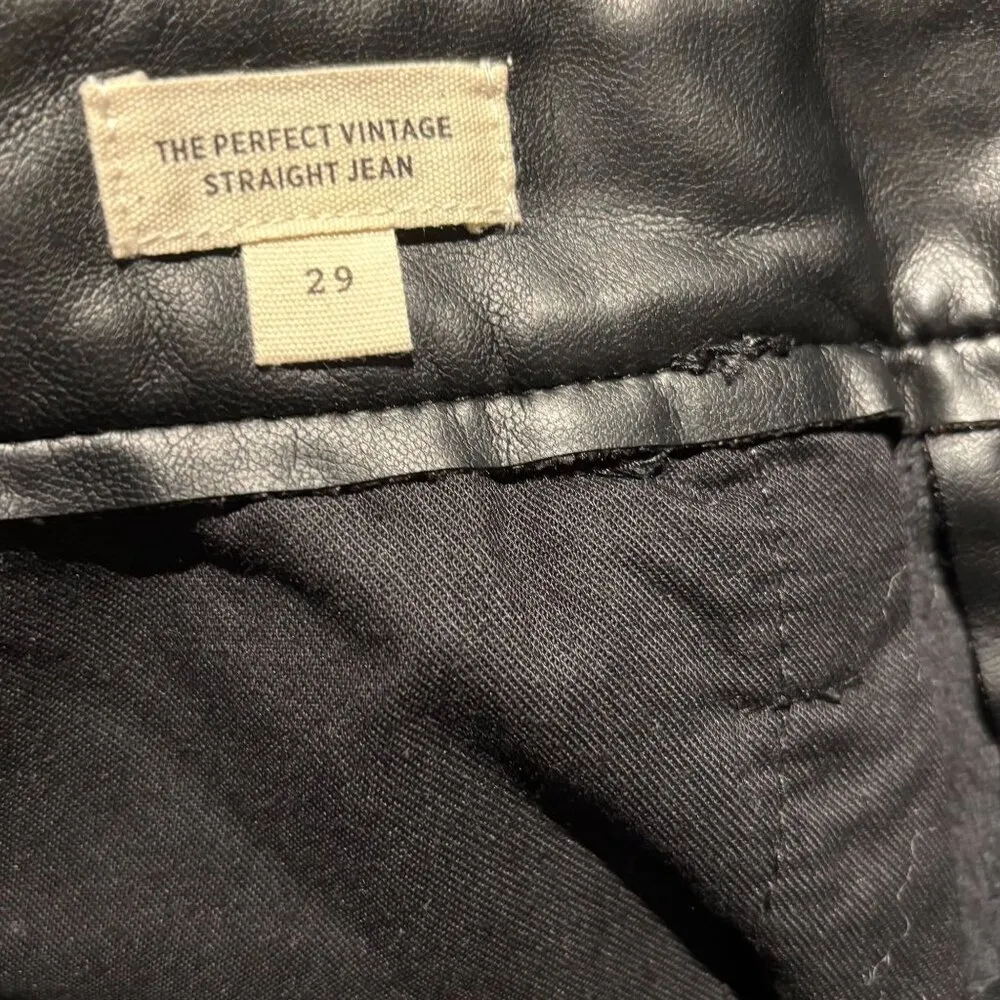 THE PERFECT VINTAGE
STRAIGHT JEAN
29